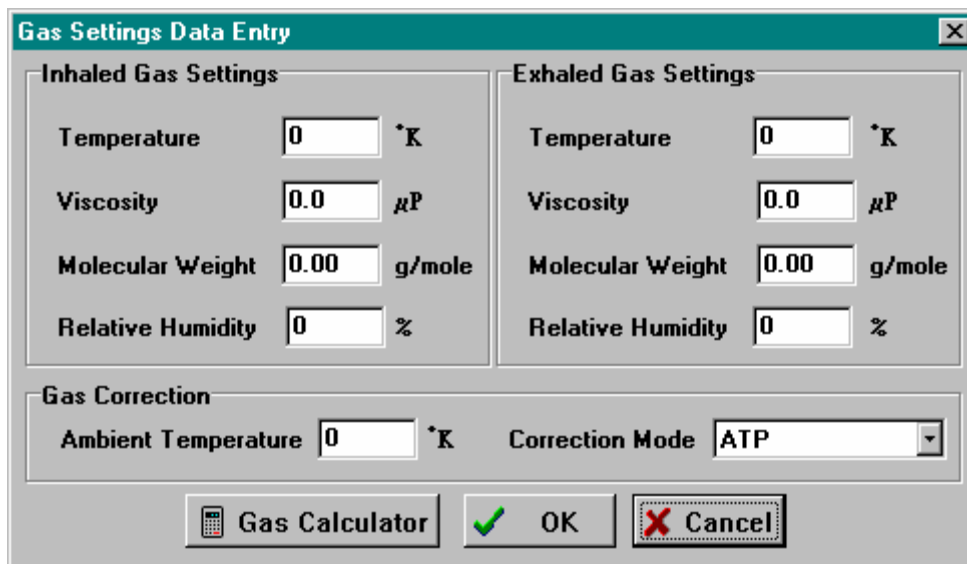 Gas Settings Data Entry
Inhaled Gas Settings
Temperature 0 °K
Viscosity 0.0 µP
Molecular Weight 0.00 g/mole
Relative Humidity 0 %
Exhaled Gas Settings
Temperature 0 °K
Viscosity 0.0 µP
Molecular Weight 0.00 g/mole
Relative Humidity 0 %
Gas Correction
Ambient Temperature 0 °K Correction Mode ATP
Gas Calculator OK Cancel